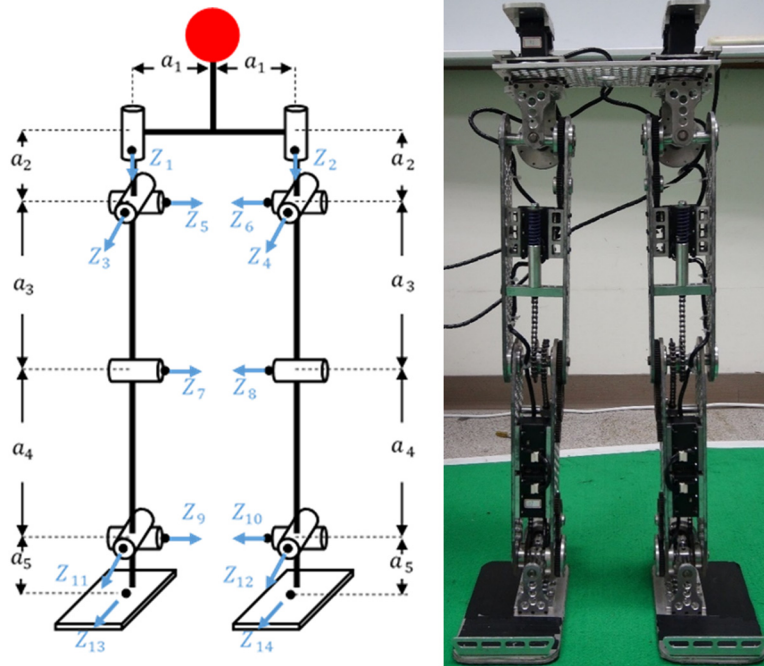 a₁ a₁
a₂ Z₁ Z₂ a₂
Z₅ Z₆
Z₃ Z₄
a₃ a₃
Z₇ Z₈
a₄ a₄
Z₉ Z₁₀
Z₁₁ a₅ Z₁₂ a₅
Z₁₃ Z₁₄